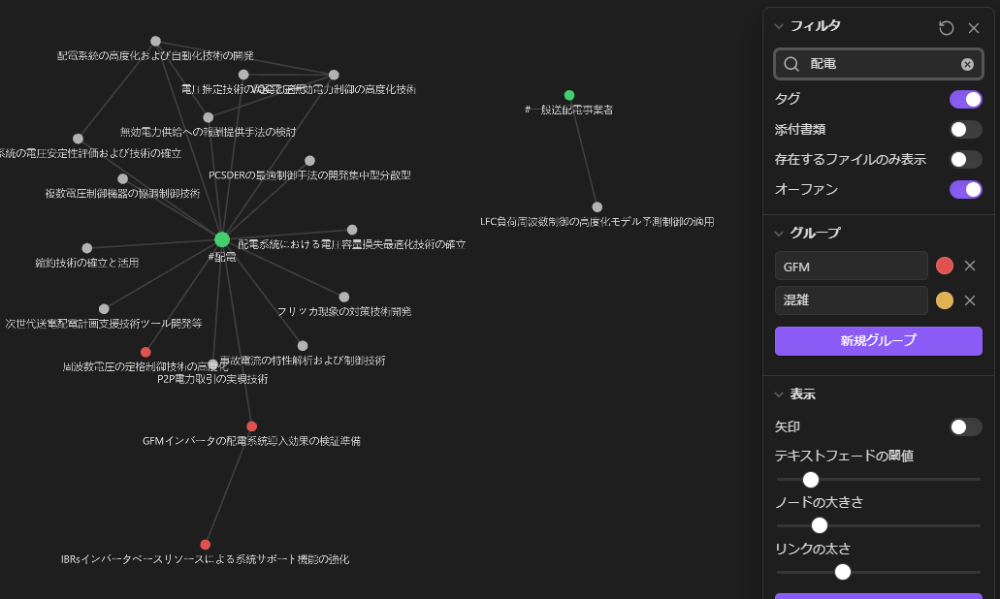 配電系統の高度化および自動化技術の開発
無効電力制御の高度化技術
#一般送配電事業者
無効電力供給への報酬提供手法の検討
系統の電圧安定性評価および技術の確立
PCSDERの最適制御手法の開発集中型分散型
複数電圧制御機器の協調制御技術
LFC負荷周波数制御の高度化モデル予測制御の適用
配電系統における電圧容量損失最適化技術の確立
#配電
縮約技術の確立と活用
フリッカ現象の対策技術開発
次世代送電配電計画支援技術ツール開発等
事故電流の特性解析および制御技術
周波数電圧の定格制御技術の高度化
P2P電力取引の実現技術
GFMインバータの配電系統導入効果の検証準備
IBRsインバータベースリソースによる系統サポート機能の強化
フィルタ
配電
タグ
添付書類
存在するファイルのみ表示
オーファン
グループ
GFM
混雑
新規グループ
表示
矢印
テキストフェードの閾値
ノードの大きさ
リンクの太さ